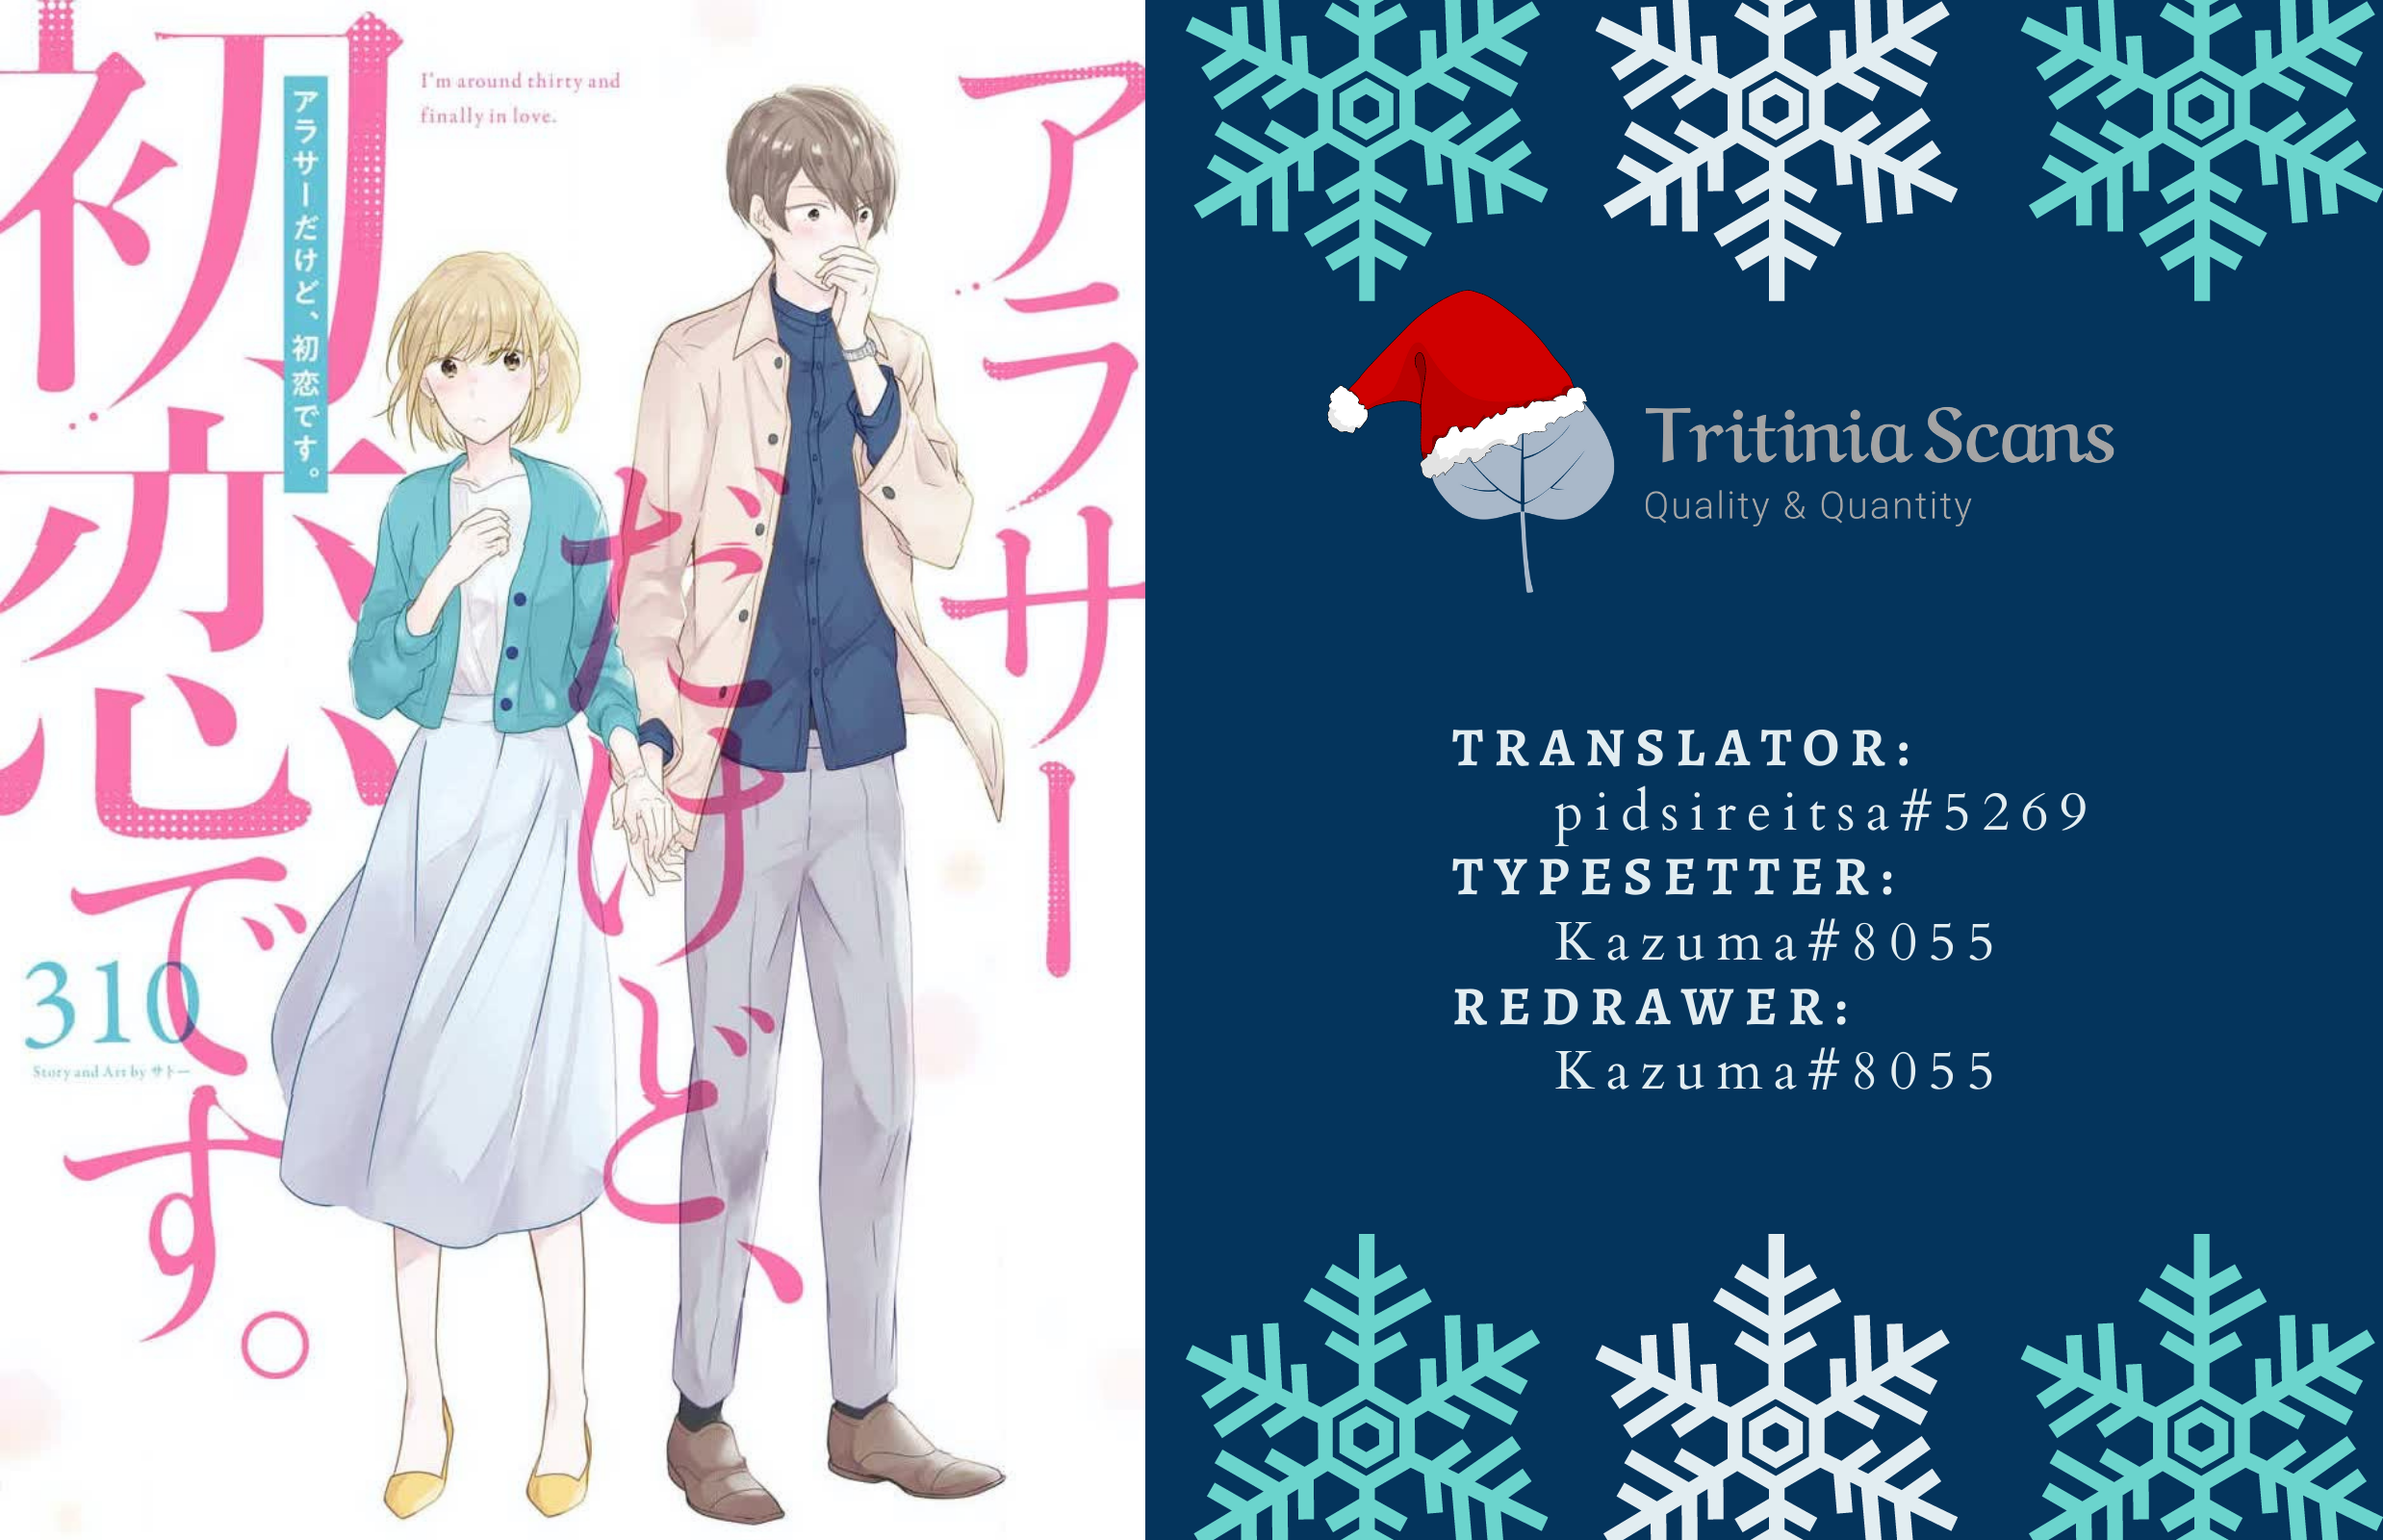 アラサー
だけど、
初恋です。
アラサーだけど、初恋です。
I'm around thirty and
finally in love.
310
Story and Art by サトー
Tritinia Scans
Quality & Quantity
TRANSLATOR:
pidsireitsa#5269
TYPESETTER:
Kazuma#8055
REDRAWER:
Kazuma#8055